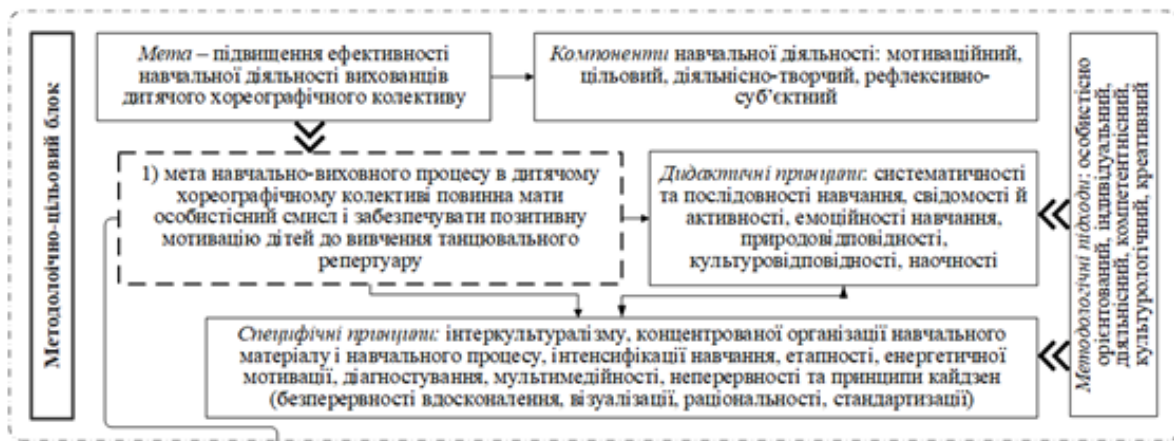 Методологічно-цільовий блок
Мета – підвищення ефективності
навчальної діяльності вихованців
дитячого хореографічного колективу
Компоненти навчальної діяльності: мотиваційний,
цільовий, діяльнісно-творчий, рефлексивно-
суб’єктний
1) мета навчально-виховного процесу в дитячому
хореографічному колективі повинна мати
особистісний смисл і забезпечувати позитивну
мотивацію дітей до вивчення танцювального
репертуару
Дидактичні принципи: систематичності
та послідовності навчання, свідомості й
активності, емоційності навчання,
природовідповідності,
культуровідповідності, наочності
Специфічні принципи: інтеркультуралізму, концентрованої організації навчального
матеріалу і навчального процесу, інтенсифікації навчання, етапності, енергетичної
мотивації, діагностування, мультимедійності, неперервності та принципи кайдзен
(безперервності вдосконалення, візуалізації, раціональності, стандартизації)
Методологічні підходи: особистісно
орієнтований, індивідуальний,
діяльнісний, компетентнісний,
культурологічний, креативний